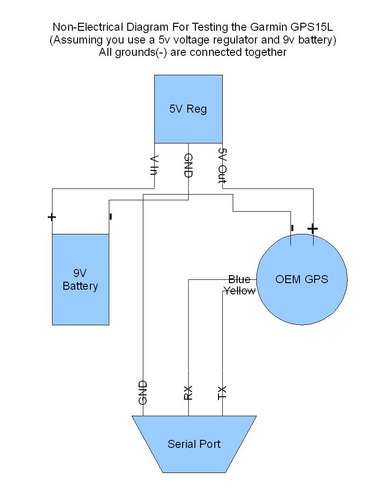 Non-Electrical Diagram For Testing the Garmin GPS15L
(Assuming you use a 5v voltage regulator and 9v battery)
All grounds(-) are connected together
5V Reg
V In
GND
5V Out
+
-
-
+
9V
Battery
OEM GPS
Blue
Yellow
GND
RX
TX
Serial Port